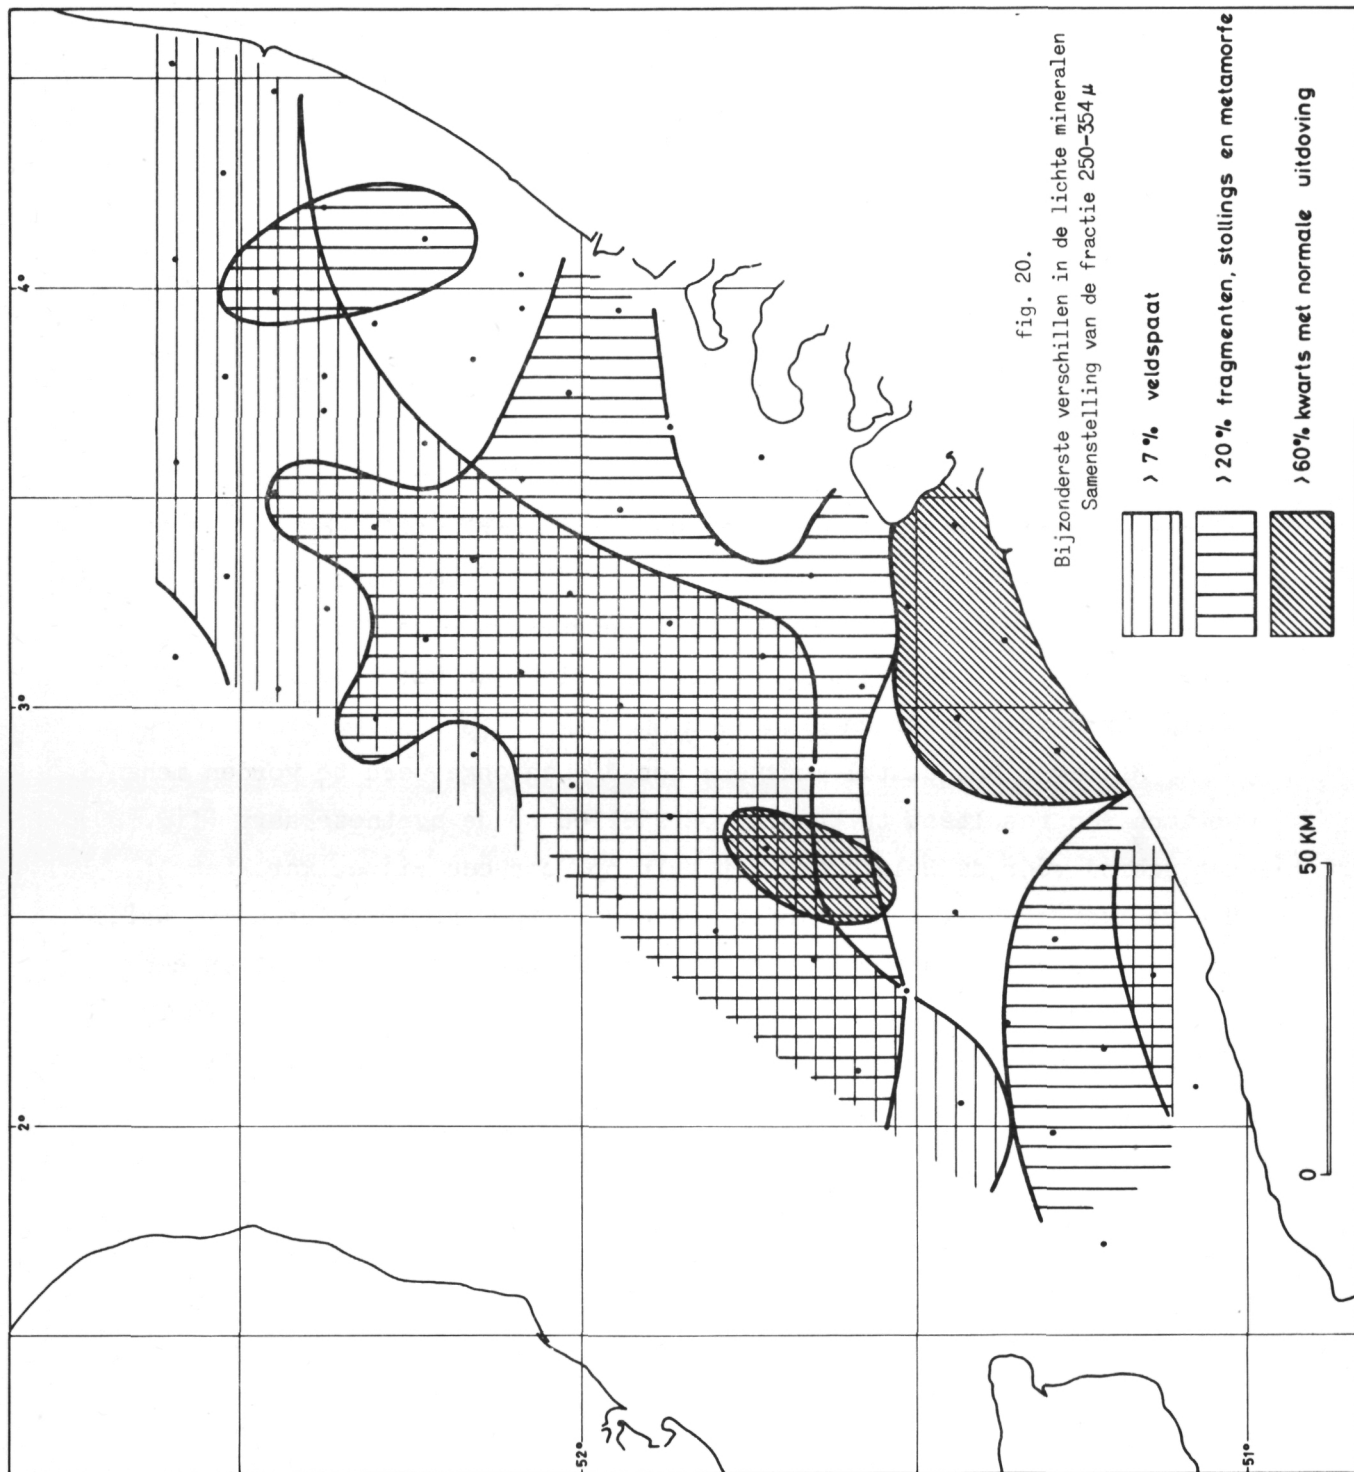 fig. 20.
Bijzonderste verschillen in de lichte mineralen
Samenstelling van de fractie 250-354 μ
> 7 % veldspaat
> 20 % fragmenten, stollings en metamorfe
> 60% kwarts met normale uitdoving
0 50 KM
4°
3°
2°
52°
51°